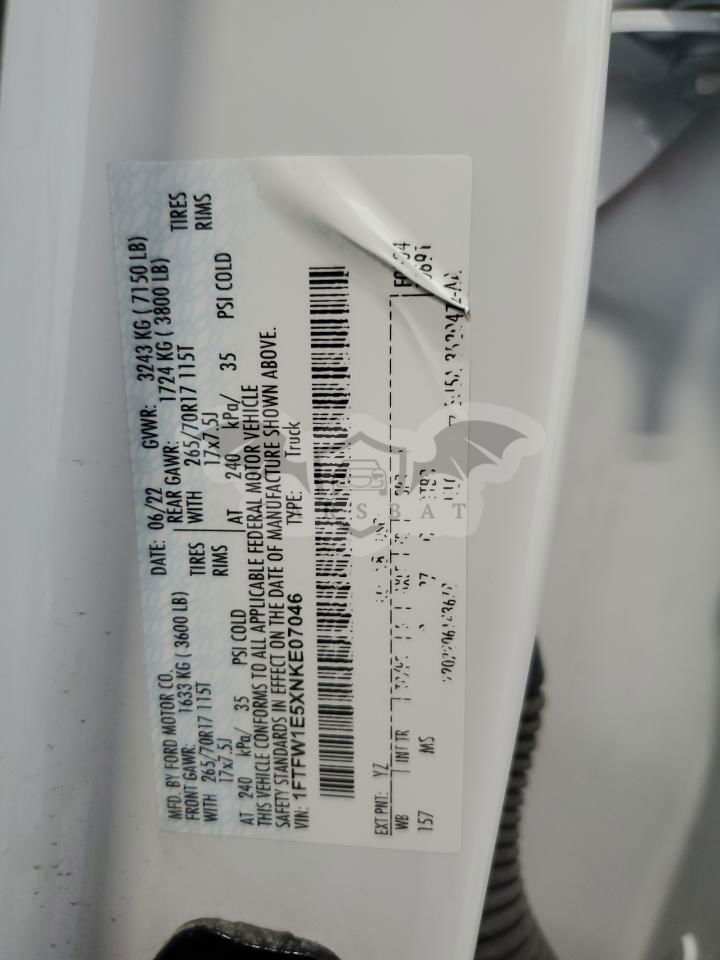 MFD. BY FORD MOTOR CO.
DATE: 06/22 GVWR: 3243 KG ( 7150 LB)
FRONT GAWR: 1633 KG ( 3600 LB) REAR GAWR: 1724 KG ( 3800 LB)
WITH 265/70R17 115T TIRES WITH 265/70R17 115T TIRES
17x7.5J RIMS 17x7.5J RIMS
AT 240 kPa/ 35 PSI COLD AT 240 kPa/ 35 PSI COLD
THIS VEHICLE CONFORMS TO ALL APPLICABLE FEDERAL MOTOR VEHICLE
SAFETY STANDARDS IN EFFECT ON THE DATE OF MANUFACTURE SHOWN ABOVE.
VIN: 1FTFW1E5XNKE07046 TYPE: Truck
EXT PNT: YZ
WB INT TR
157 MS